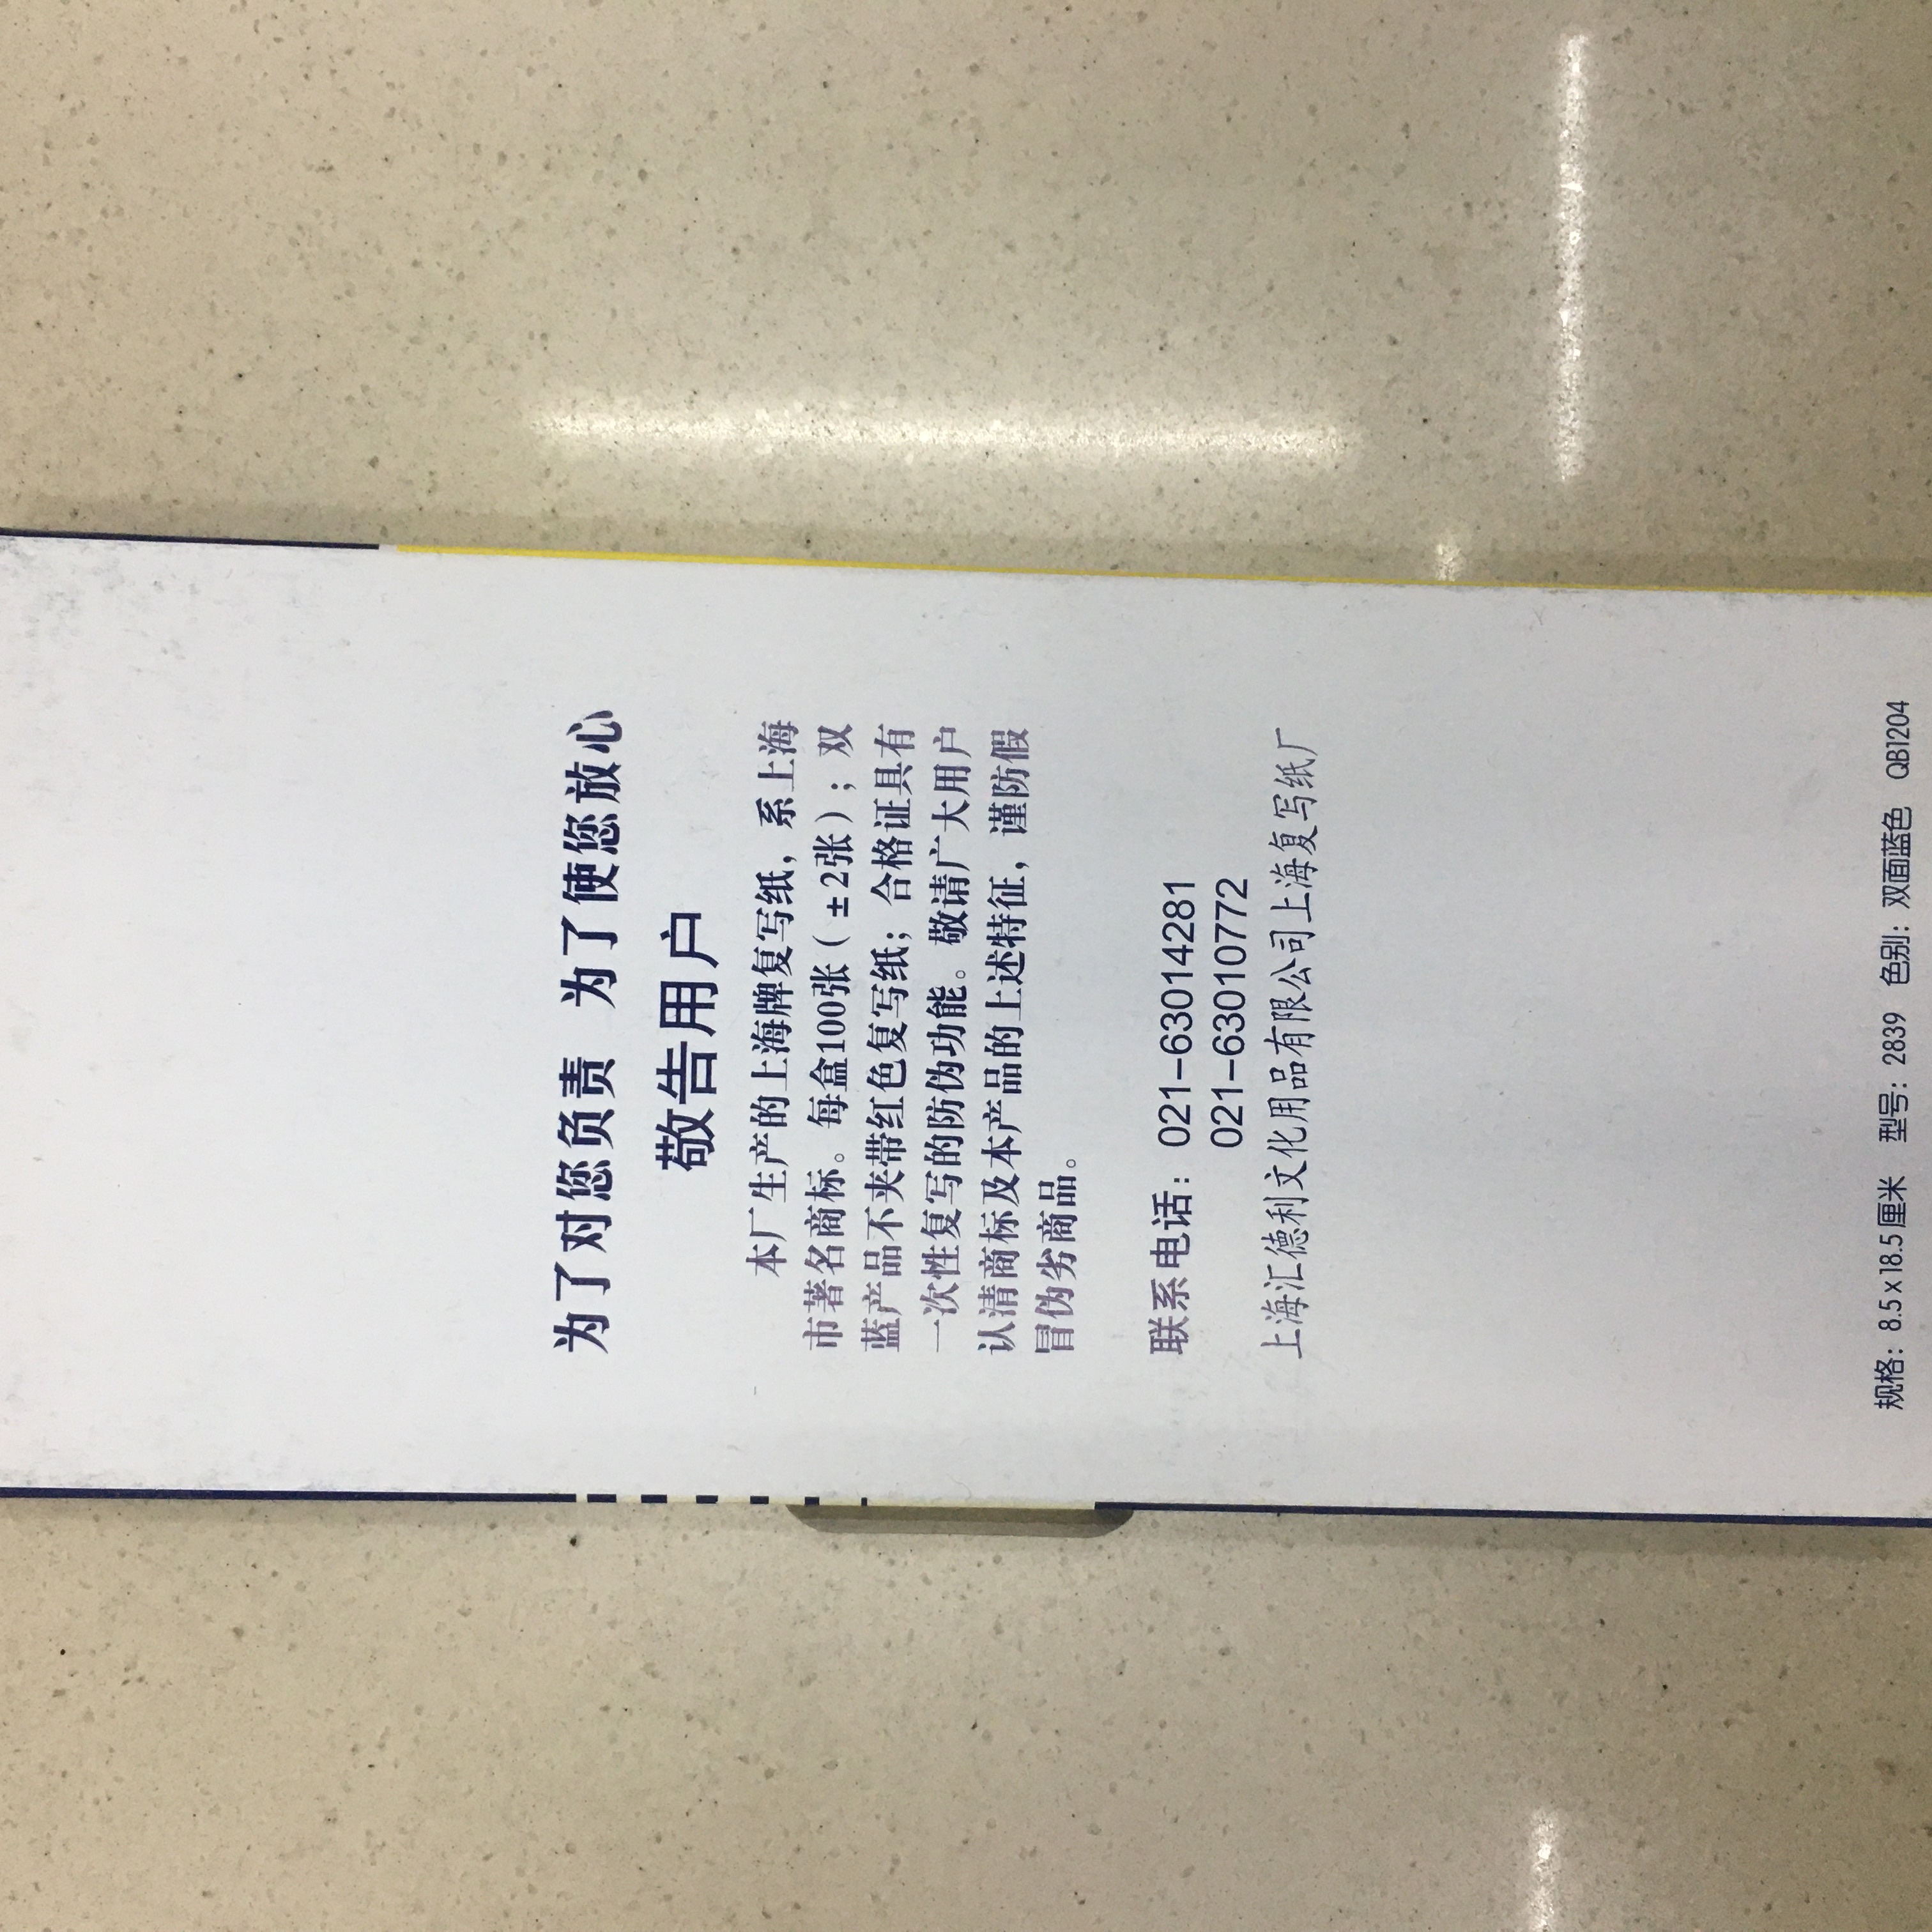 为了对您负责 为了使您放心
敬告用户
本厂生产的上海牌复写纸，系上海
市著名商标。每盒100张（±2张）；双
蓝产品不夹带红色复写纸；合格证具有
一次性复写的防伪功能。敬请广大用户
认清商标及本产品的上述特征，谨防假
冒伪劣商品。
联系电话：021-63014281
021-63010772
上海汇德利文化用品有限公司上海复写纸厂
规格：8.5x18.5厘米 型号：2839 色别：双面蓝色 QB1204